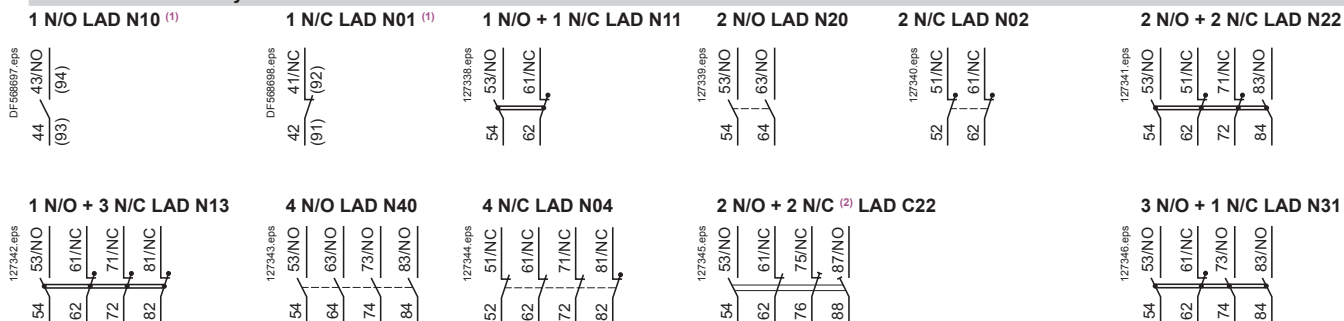 1 N/O LAD N10 (1)
1 N/C LAD N01 (1)
1 N/O + 1 N/C LAD N11
2 N/O LAD N20
2 N/C LAD N02
2 N/O + 2 N/C LAD N22
DF568697.eps
43/NO
(94)
44
(93)
DF568698.eps
41/NC
(92)
42
(91)
127338.eps
53/NO
61/NC
54
62
127339.eps
53/NO
63/NO
54
64
127340.eps
51/NC
61/NC
52
62
127341.eps
53/NO
51/NC
71/NC
83/NO
54
62
72
84
1 N/O + 3 N/C LAD N13
4 N/O LAD N40
4 N/C LAD N04
2 N/O + 2 N/C (2) LAD C22
3 N/O + 1 N/C LAD N31
127342.eps
53/NO
61/NC
71/NC
81/NC
54
62
72
82
127343.eps
53/NO
63/NO
73/NO
83/NO
54
64
74
84
127344.eps
51/NC
61/NC
71/NC
81/NC
52
62
72
82
127345.eps
53/NO
61/NC
75/NC
87/NO
54
62
76
88
127346.eps
53/NO
61/NC
73/NO
83/NO
54
62
74
84